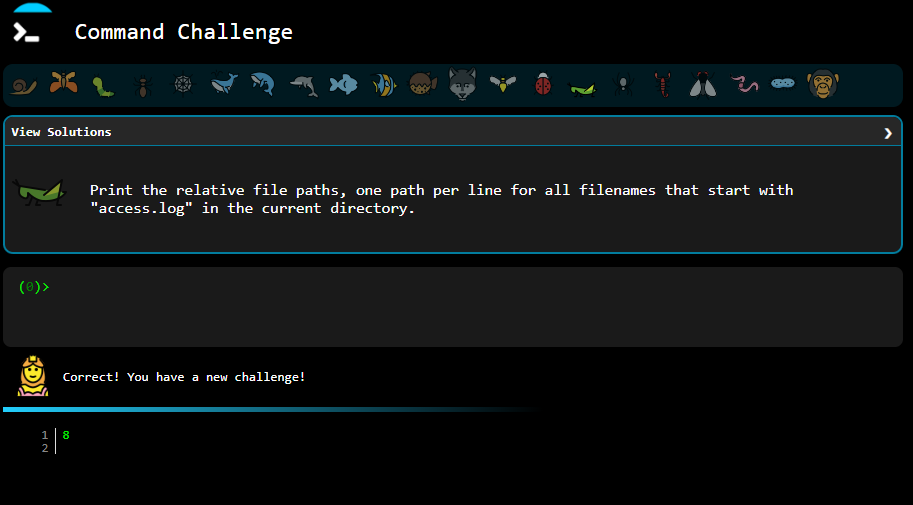 Command Challenge
View Solutions
Print the relative file paths, one path per line for all filenames that start with
"access.log" in the current directory.
(0)>
Correct! You have a new challenge!
1 8
2